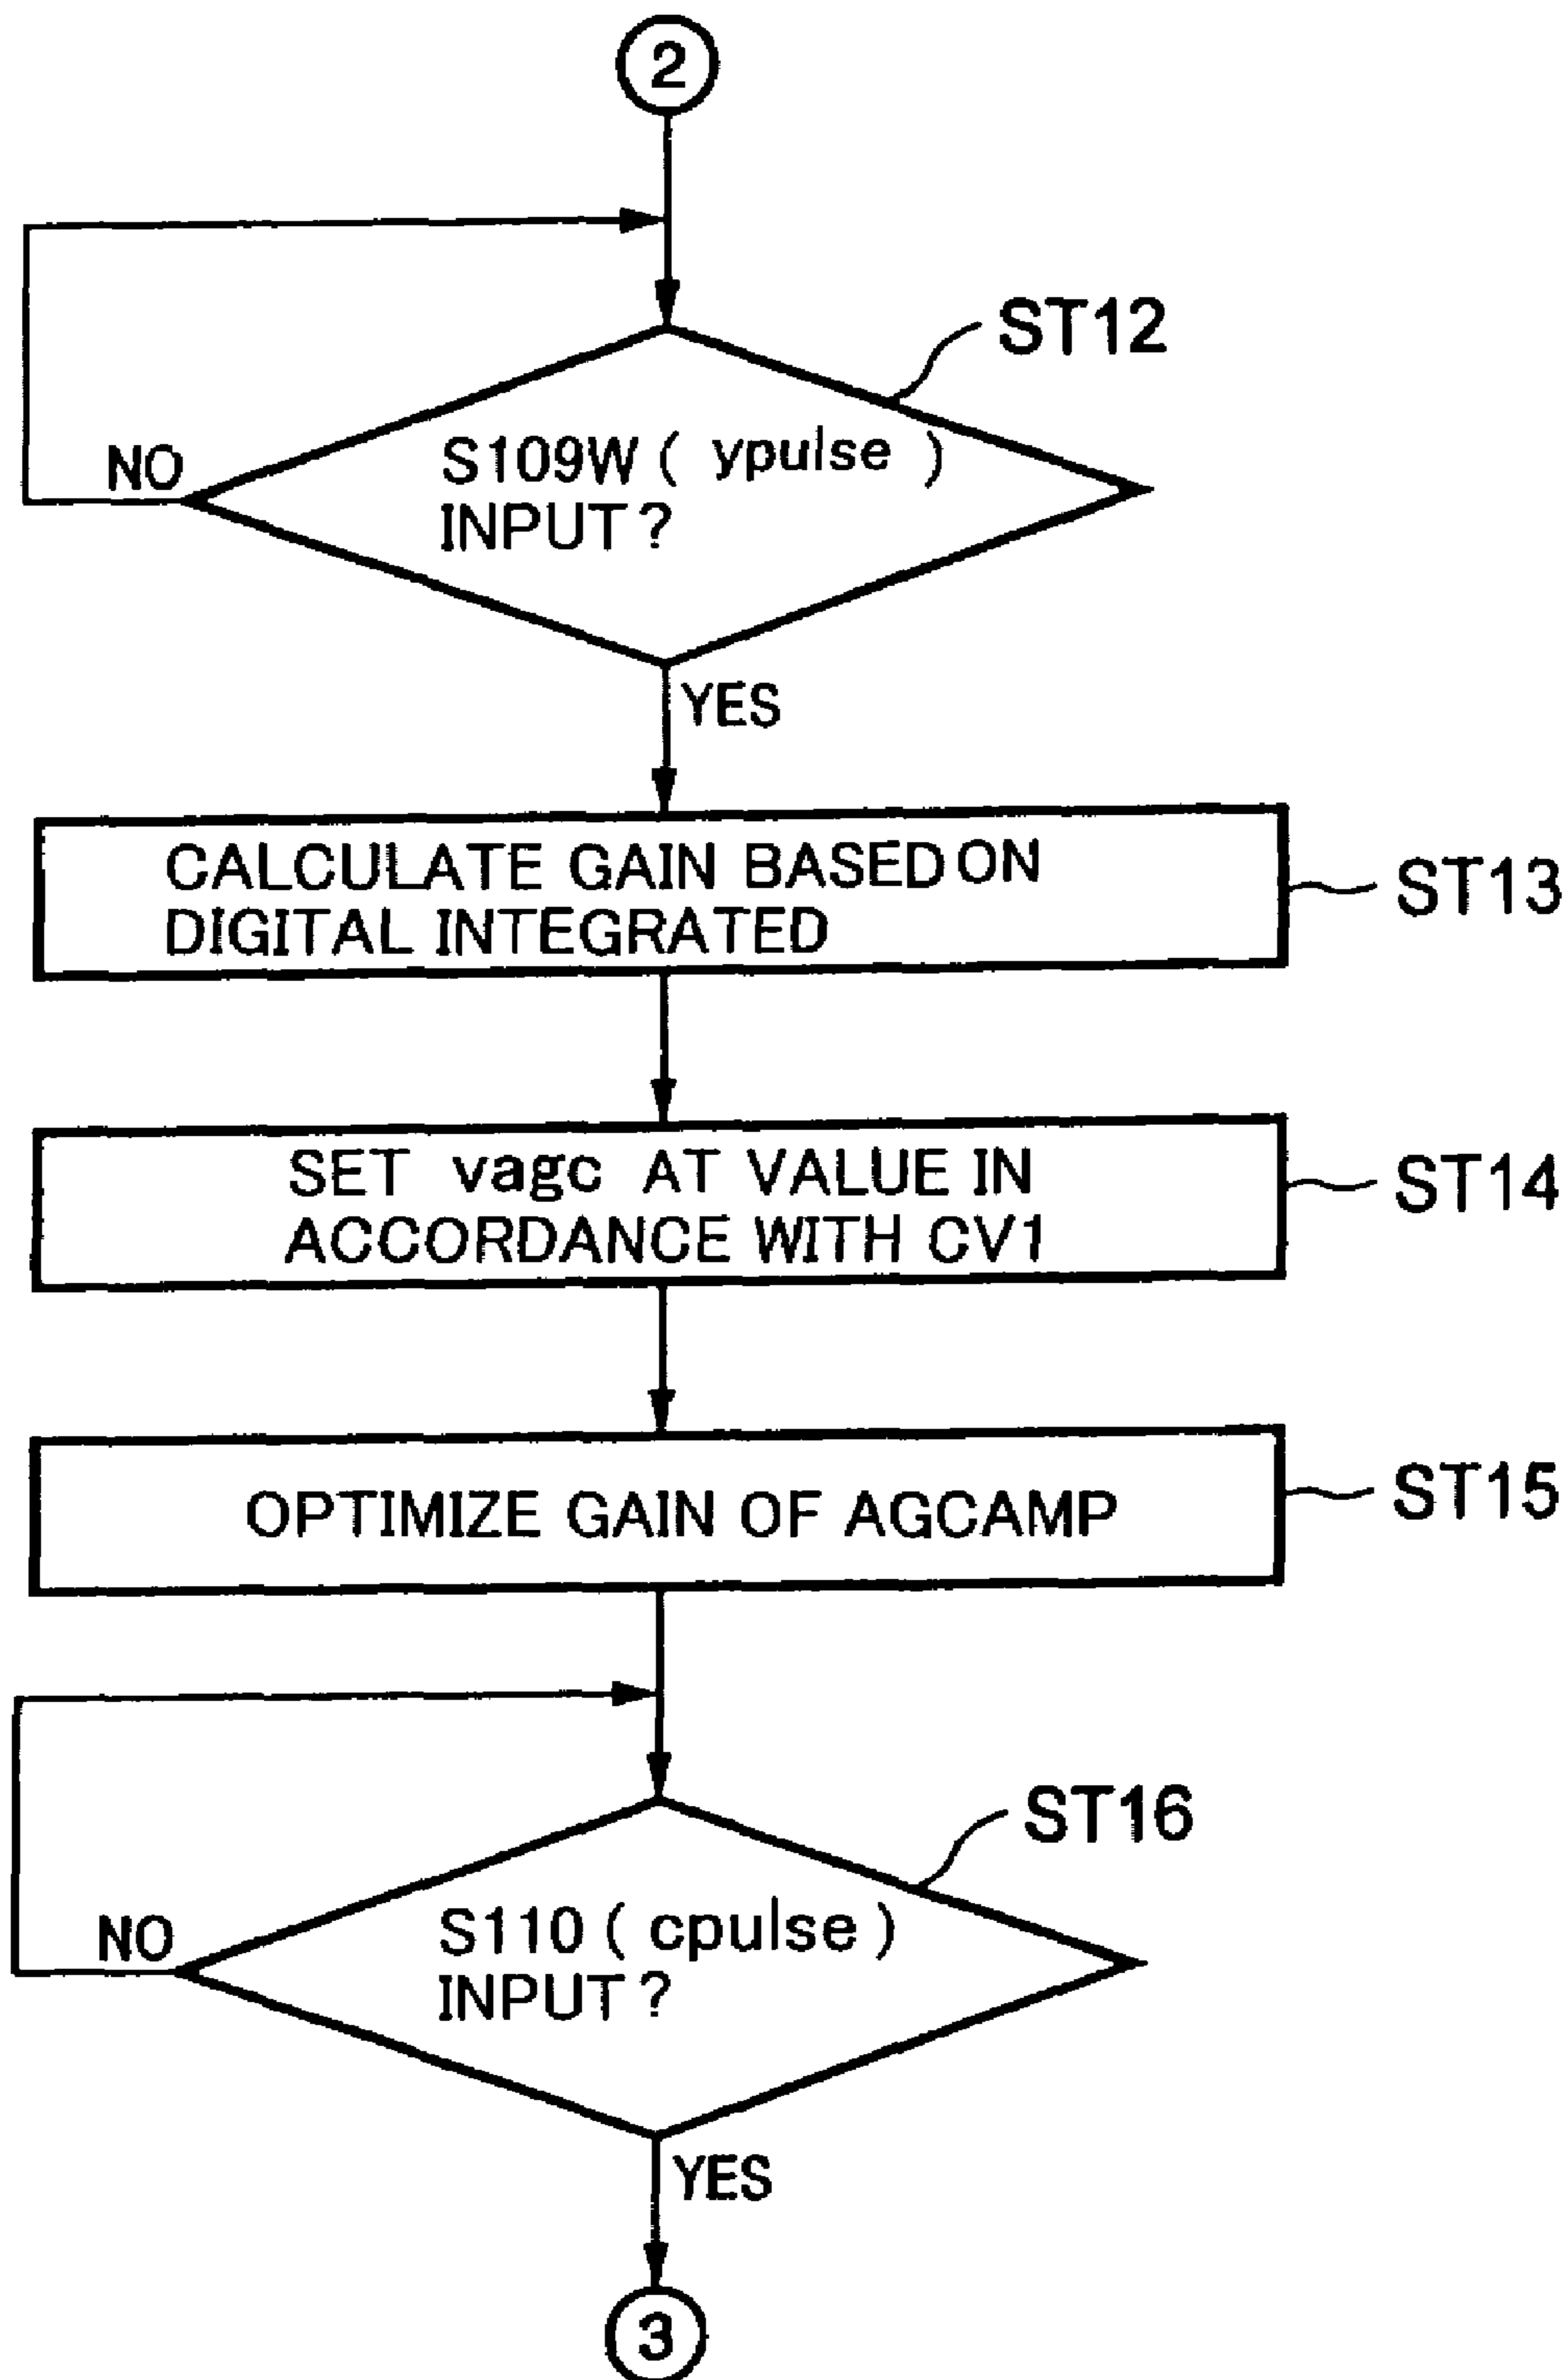 2
ST12
NO
S109W ( ypulse )
INPUT ?
YES
CALCULATE GAIN BASED ON
DIGITAL INTEGRATED
ST13
SET vagc AT VALUE IN
ACCORDANCE WITH CV1
ST14
OPTIMIZE GAIN OF AGCAMP
ST15
ST16
NO
S110 ( cpulse )
INPUT ?
YES
3